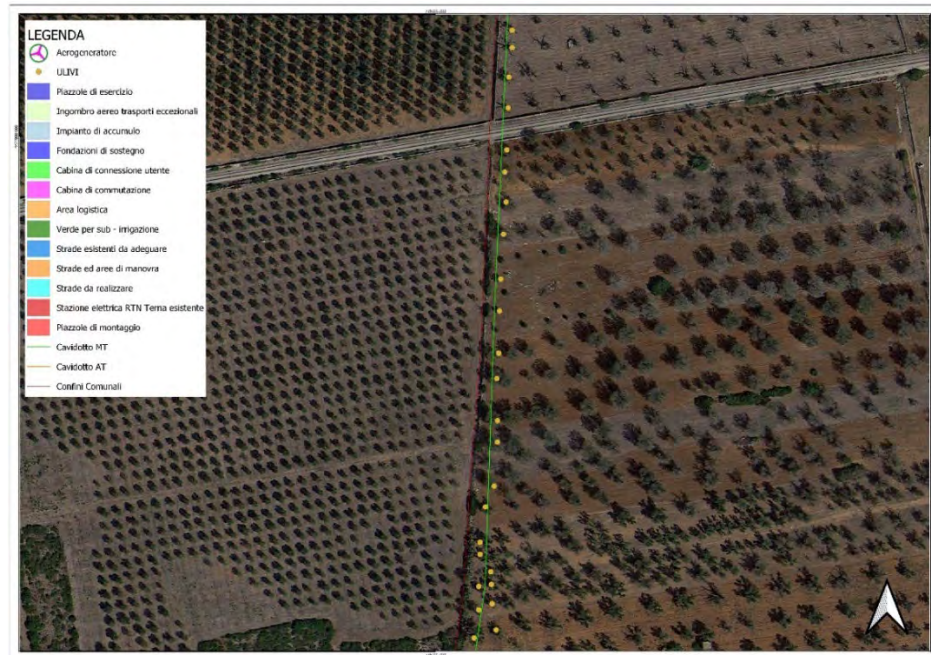 LEGENDA
Aerogeneratore
ULIVI
Piazzole di esercizio
Ingombro aereo trasporti eccezionali
Impianto di accumulo
Fondazioni di sostegno
Cabina di connessione utente
Cabina di commutazione
Area logistica
Verde per sub - irrigazione
Strade esistenti da adeguare
Strade ed aree di manovra
Strade da realizzare
Stazione elettrica RTN Terna esistente
Piazzole di montaggio
Cavidotto MT
Cavidotto AT
Confini Comunali